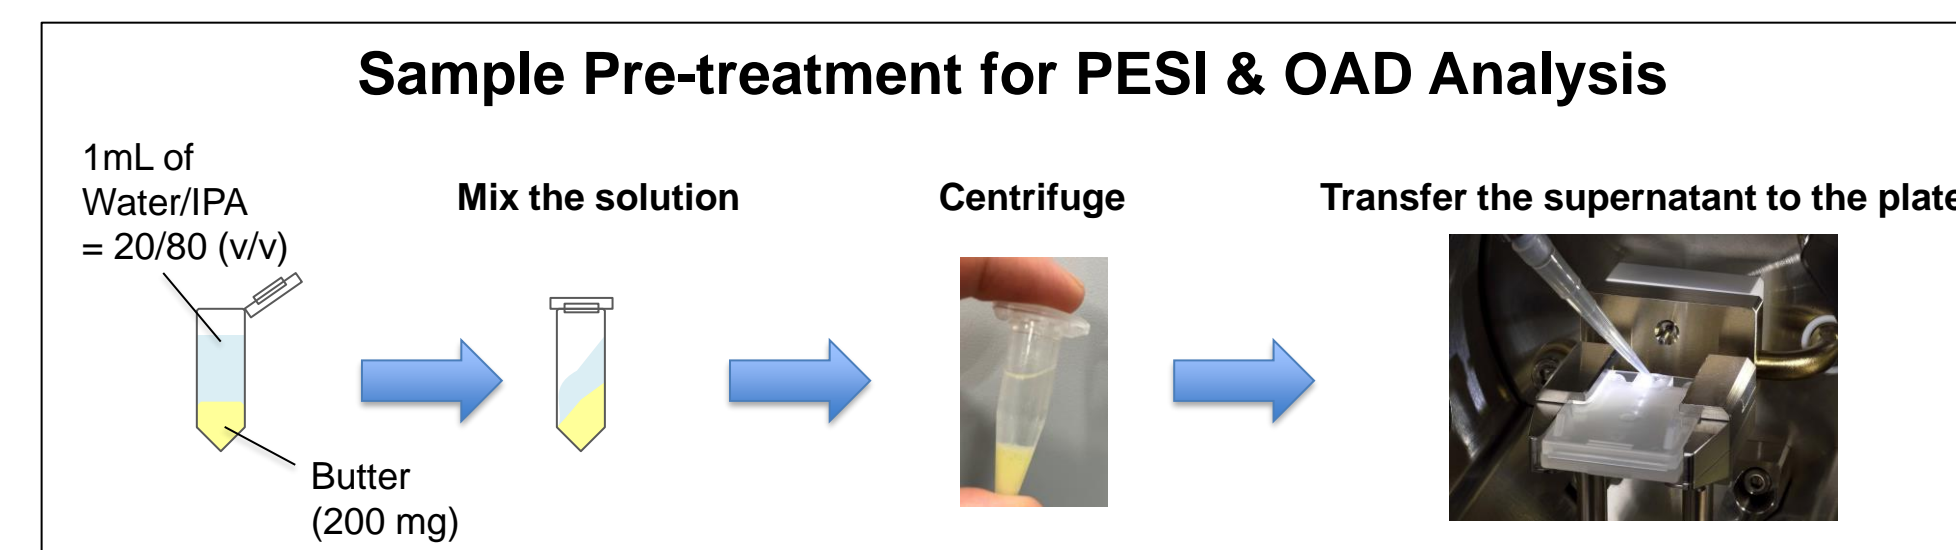 Sample Pre-treatment for PESI & OAD Analysis
1mL of
Water/IPA
= 20/80 (v/v)
Mix the solution
Centrifuge
Transfer the supernatant to the plate
Butter
(200 mg)